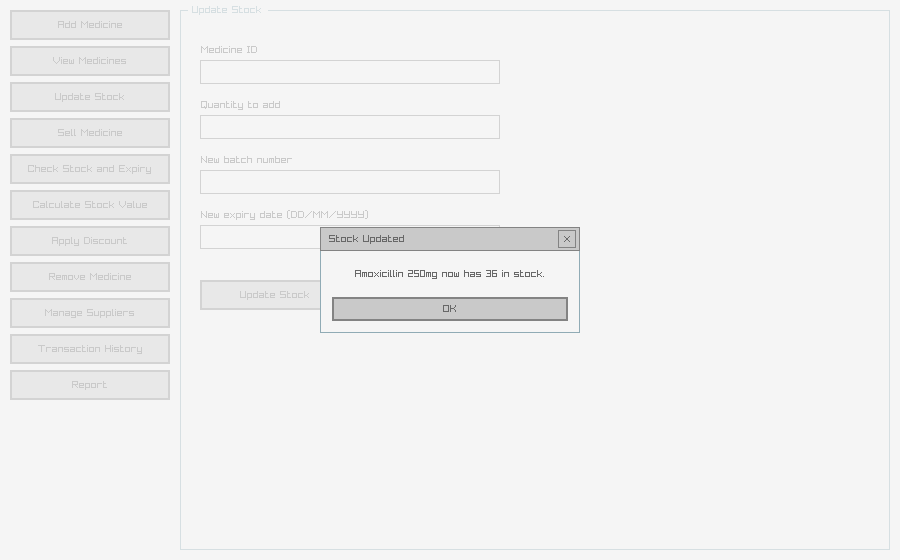 Add Medicine
View Medicines
Update Stock
Sell Medicine
Check Stock and Expiry
Calculate Stock Value
Apply Discount
Remove Medicine
Manage Suppliers
Transaction History
Report
Update Stock
Medicine ID
Quantity to add
New batch number
New expiry date (DD/MM/YYYY)
Update Stock
Stock Updated
Amoxicillin 250mg now has 36 in stock.
OK